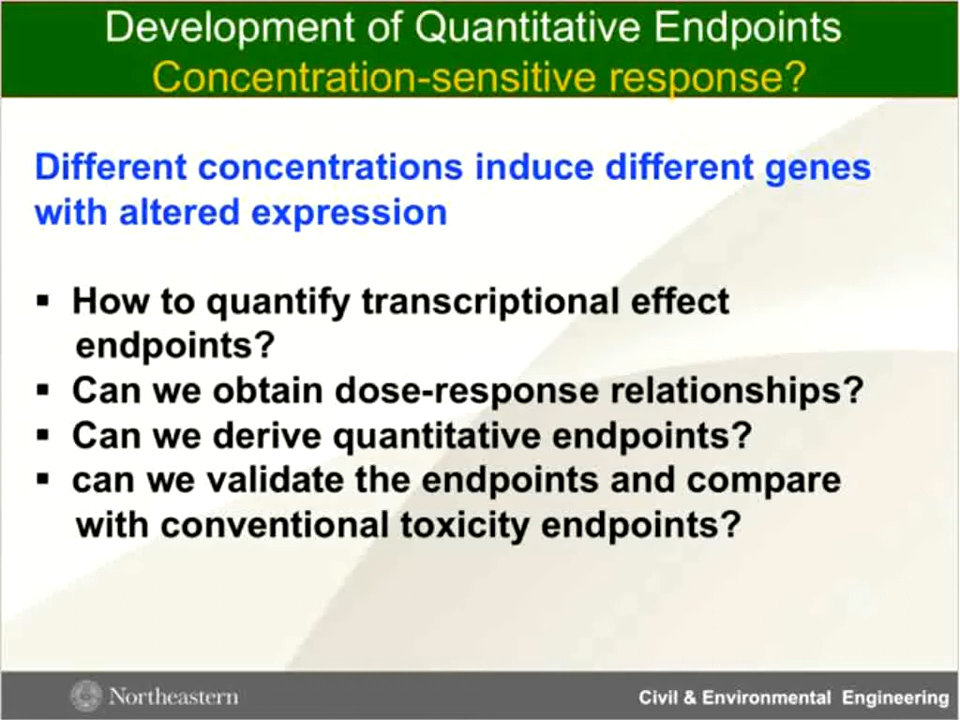 Development of Quantitative Endpoints
Concentration-sensitive response?
Different concentrations induce different genes
with altered expression
▪ How to quantify transcriptional effect
endpoints?
▪ Can we obtain dose-response relationships?
▪ Can we derive quantitative endpoints?
▪ can we validate the endpoints and compare
with conventional toxicity endpoints?
Northeastern
Civil & Environmental Engineering